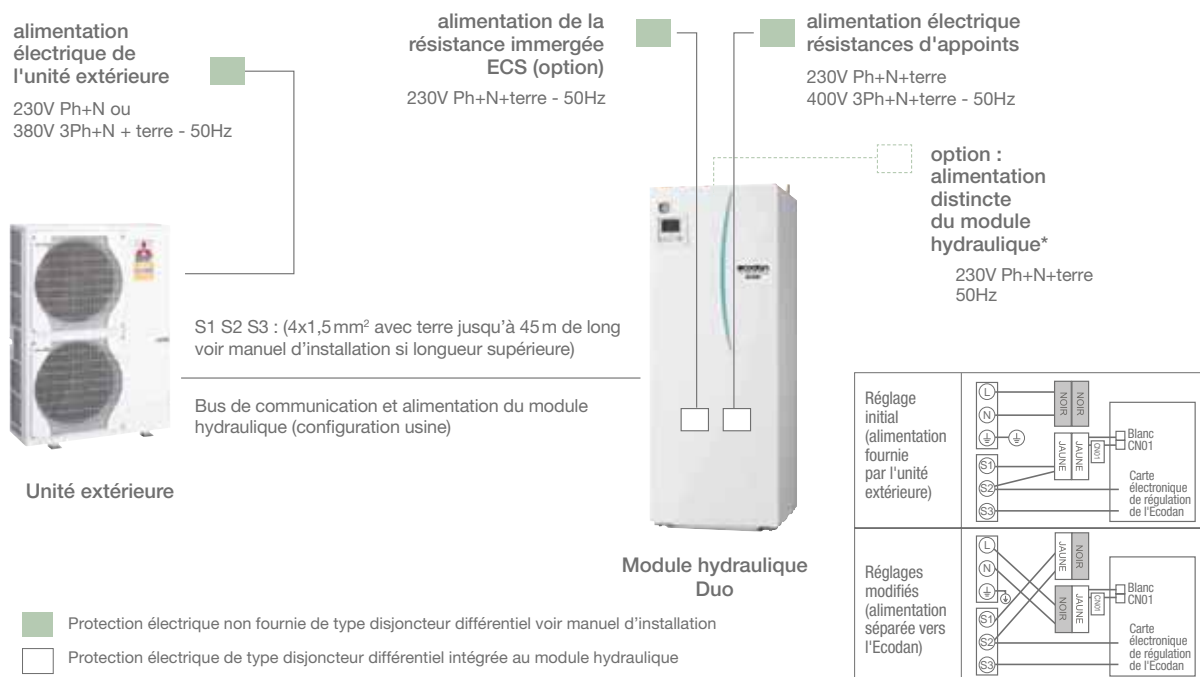 alimentation
électrique de
l'unité extérieure
230V Ph+N ou
380V 3Ph+N + terre - 50Hz
alimentation de la
résistance immergée
ECS (option)
230V Ph+N+terre - 50Hz
alimentation électrique
résistances d'appoints
230V Ph+N+terre
400V 3Ph+N+terre - 50Hz
option :
alimentation
distincte
du module
hydraulique*
230V Ph+N+terre
50Hz
ecodan
S1 S2 S3 : (4x1,5 mm² avec terre jusqu'à 45 m de long
voir manuel d'installation si longueur supérieure)
Bus de communication et alimentation du module
hydraulique (configuration usine)
Unité extérieure
Module hydraulique
Duo
Réglage
initial
(alimentation
fournie
par l'unité
extérieure)
L
N
S1
S2
S3
NOIR
NOIR
JAUNE
JAUNE
CN01
Blanc
CN01
Carte
électronique
de régulation
de l'Ecodan
Réglages
modifiés
(alimentation
séparée vers
l'Ecodan)
L
N
S1
S2
S3
JAUNE
NOIR
NOIR
JAUNE
CN01
Blanc
CN01
Carte
électronique
de régulation
de l'Ecodan
Protection électrique non fournie de type disjoncteur différentiel voir manuel d'installation
Protection électrique de type disjoncteur différentiel intégrée au module hydraulique